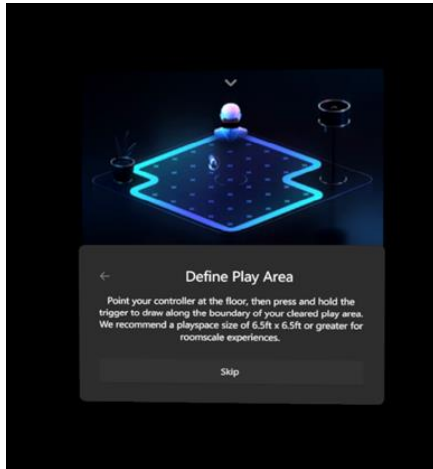 Define Play Area
Point your controller at the floor, then press and hold the
trigger to draw along the boundary of your cleared play area.
We recommend a playspace size of 6.5ft x 6.5ft or greater for
roomscale experiences.
Skip